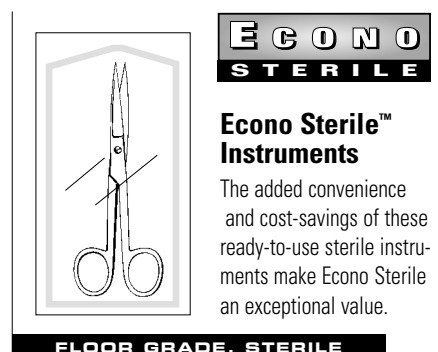 ECONO
STERILE
Econo Sterile™
Instruments
The added convenience
and cost-savings of these
ready-to-use sterile instru-
ments make Econo Sterile
an exceptional value.
FLOOR GRADE, STERILE